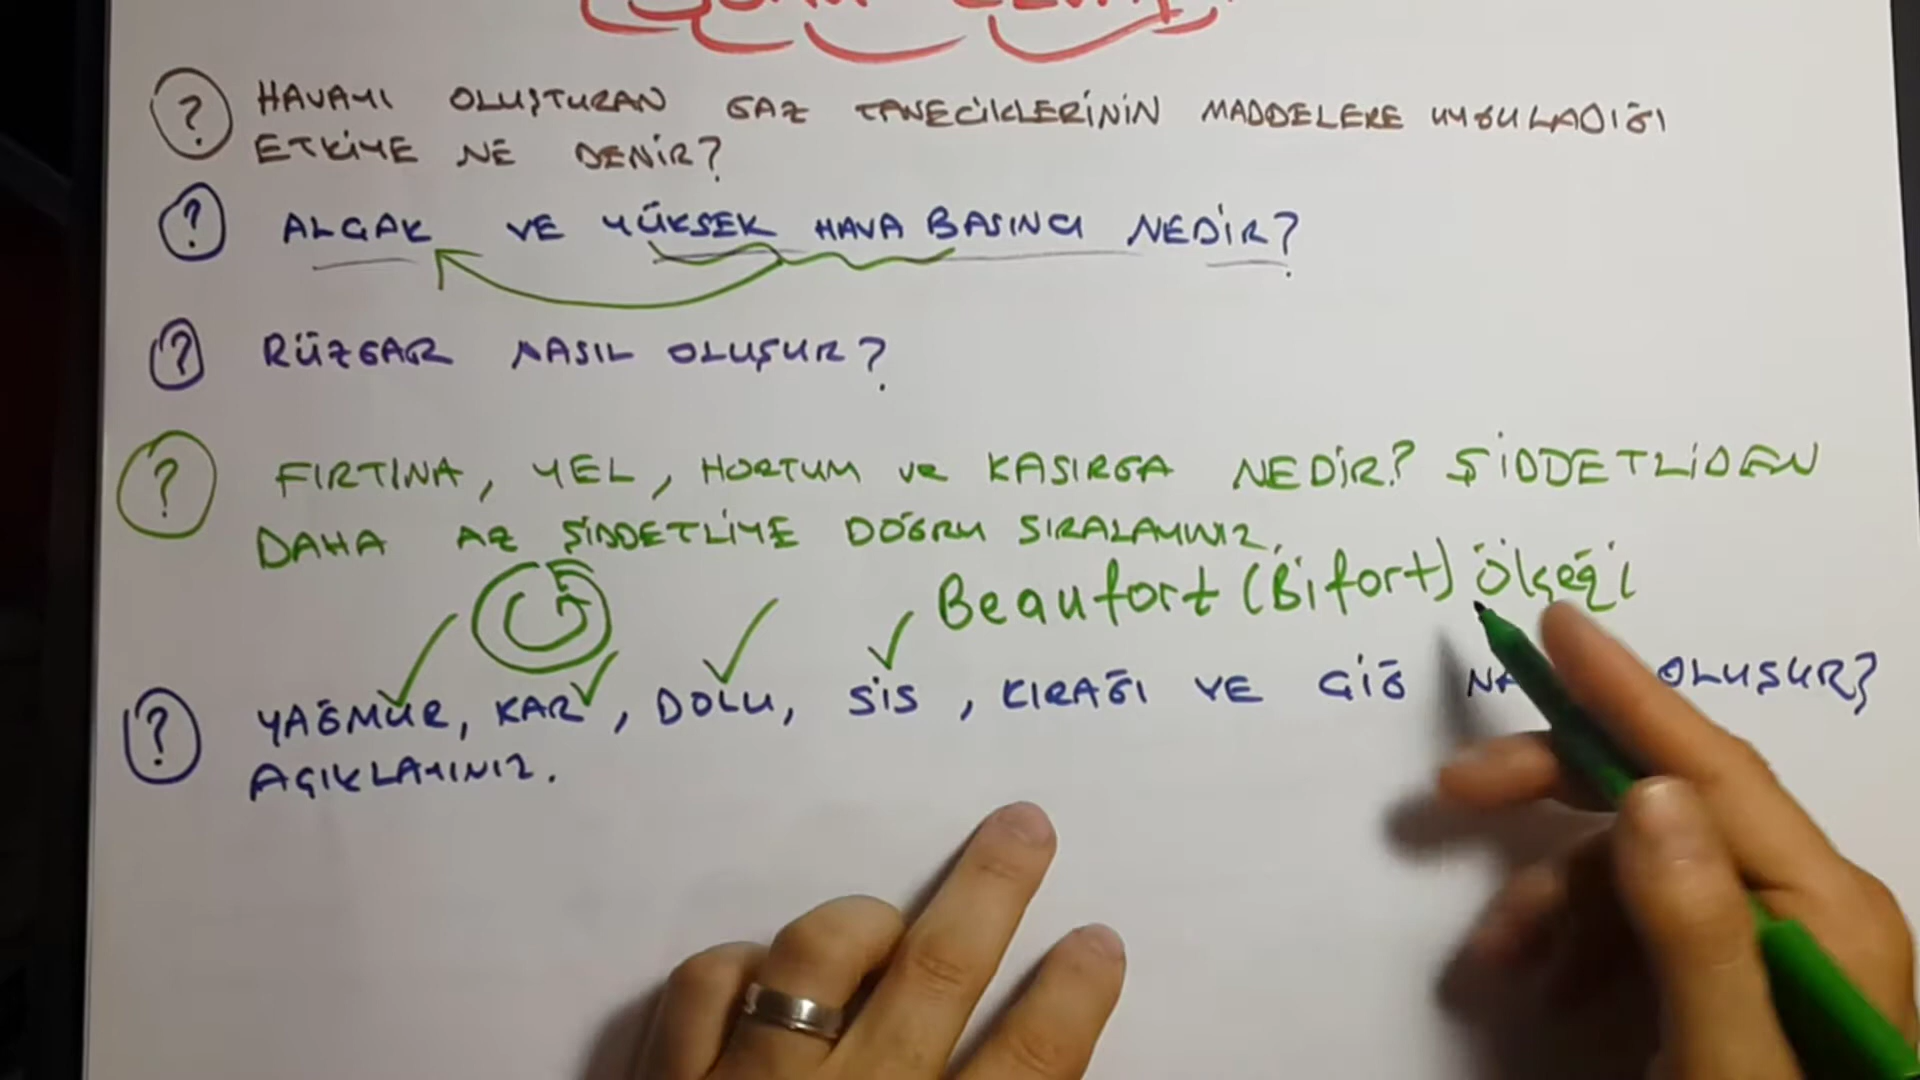 ? HAVAYI OLUŞTURAN GAZ TANECİKLERİNİN MADDELERE UYGULADIĞI
ETKİYE NE DENİR?
? ALÇAK VE YÜKSEK HAVA BASINCI NEDİR?
? RÜZGAR NASIL OLUŞUR?
? FIRTINA, YEL, HORTUM ve KASIRGA NEDİR? ŞİDDETLİDEN
DAHA AZ ŞİDDETLİYE DOĞRU SIRALAYINIZ.
Beaufort (Bifort) Ölçeği
? YAĞMUR, KAR, DOLU, SİS, KIRAĞI VE ÇİĞ OLUŞUR?
AÇIKLAYINIZ.